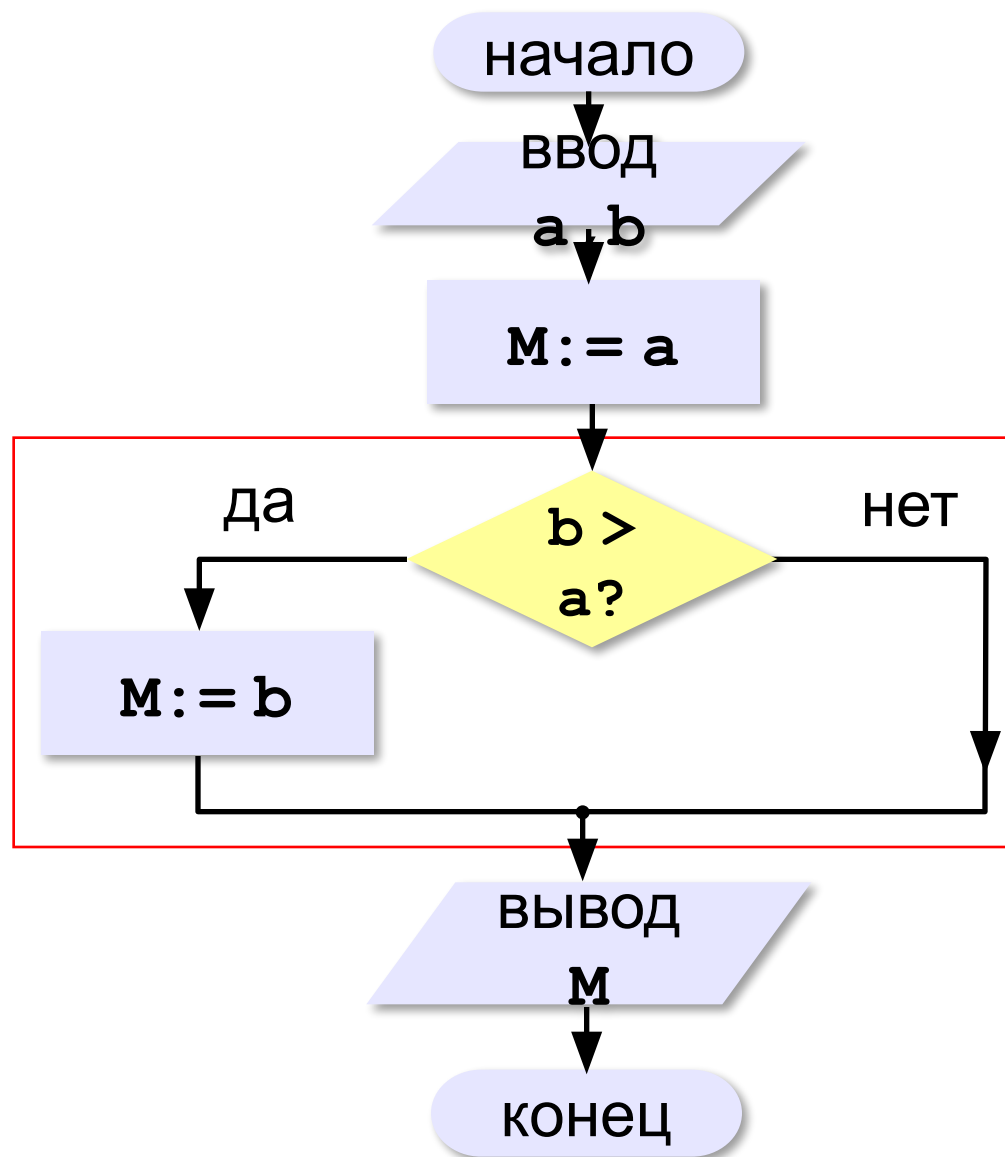 начало
ввод
a,b
M:= a
да
нет
b >
a?
M:= b
вывод
M
конец